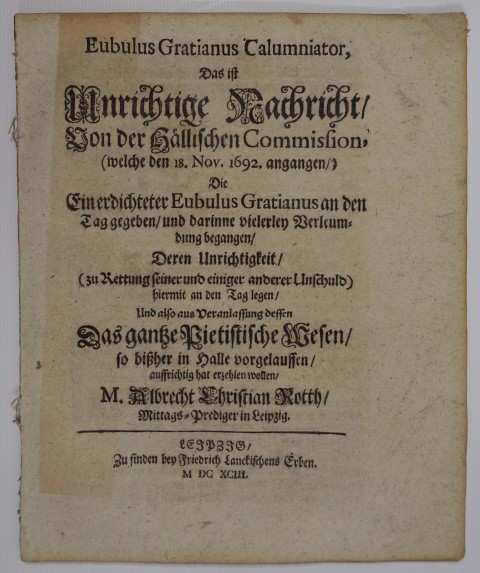 Eubulus Gratianus Calumniator,
Das ist
Unrichtige Nachricht/
Von der Hällischen Commission,
(welche den 18. Nov. 1692. angangen/)
Die
Ein erdichteter Eubulus Gratianus an den
Tag gegeben/ und darinne vielerley Verleum-
dung begangen/
Deren Unrichtigkeit/
(zu Rettung seiner und einiger anderer Unschuld)
hiermit an den Tag legen/
Und also aus Veranlassung dessen
Das gantze Pietistische Wesen/
so bißher in Halle vorgelauffen/
auffrichtig hat erzehlen wollen/
M. Albrecht Christian Rotth/
Mittags-Prediger in Leipzig.
LEIPZIG/
Zu finden bey Friedrich Lanckischens Erben.
M DC XCIII.